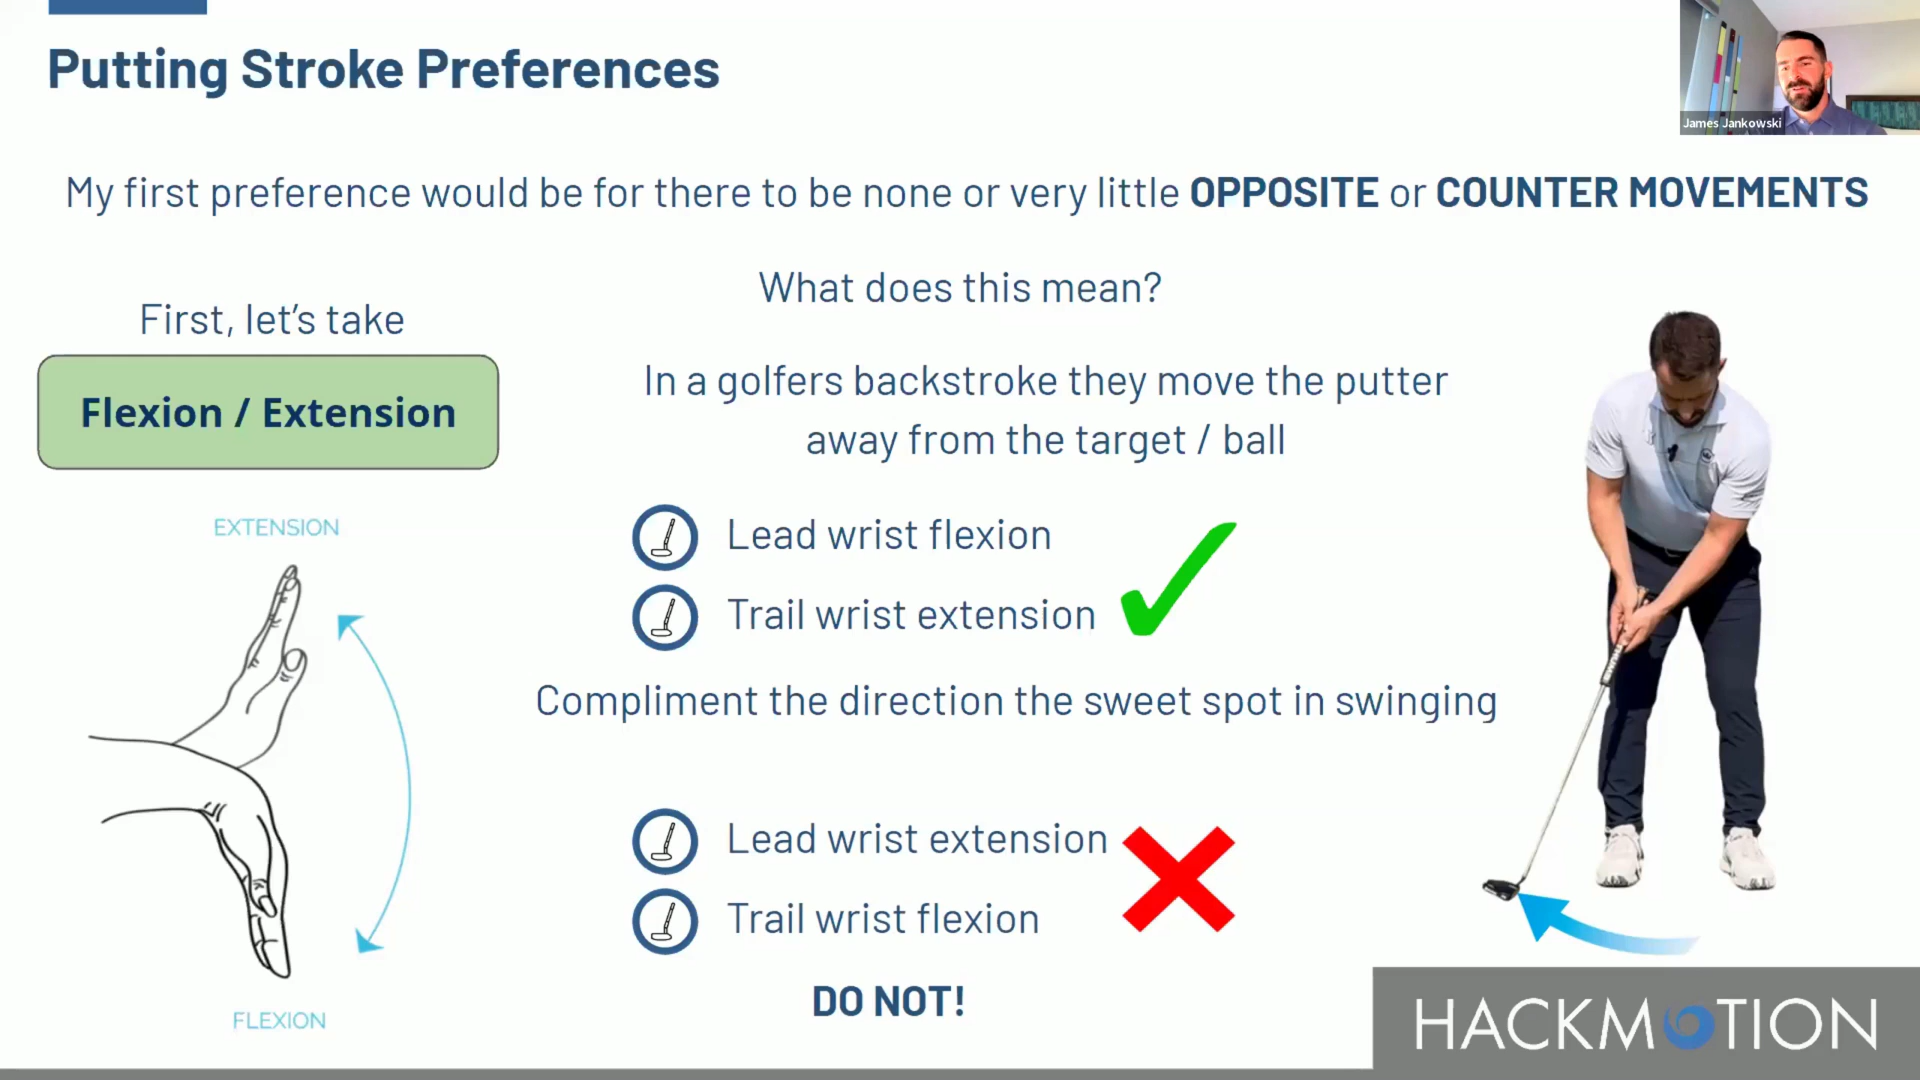 Putting Stroke Preferences
James Jankowski
My first preference would be for there to be none or very little OPPOSITE or COUNTER MOVEMENTS
What does this mean?
First, let's take
Flexion / Extension
In a golfers backstroke they move the putter
away from the target / ball
EXTENSION
Lead wrist flexion
Trail wrist extension
Compliment the direction the sweet spot in swinging
Lead wrist extension
Trail wrist flexion
DO NOT!
FLEXION
HACKMOTION